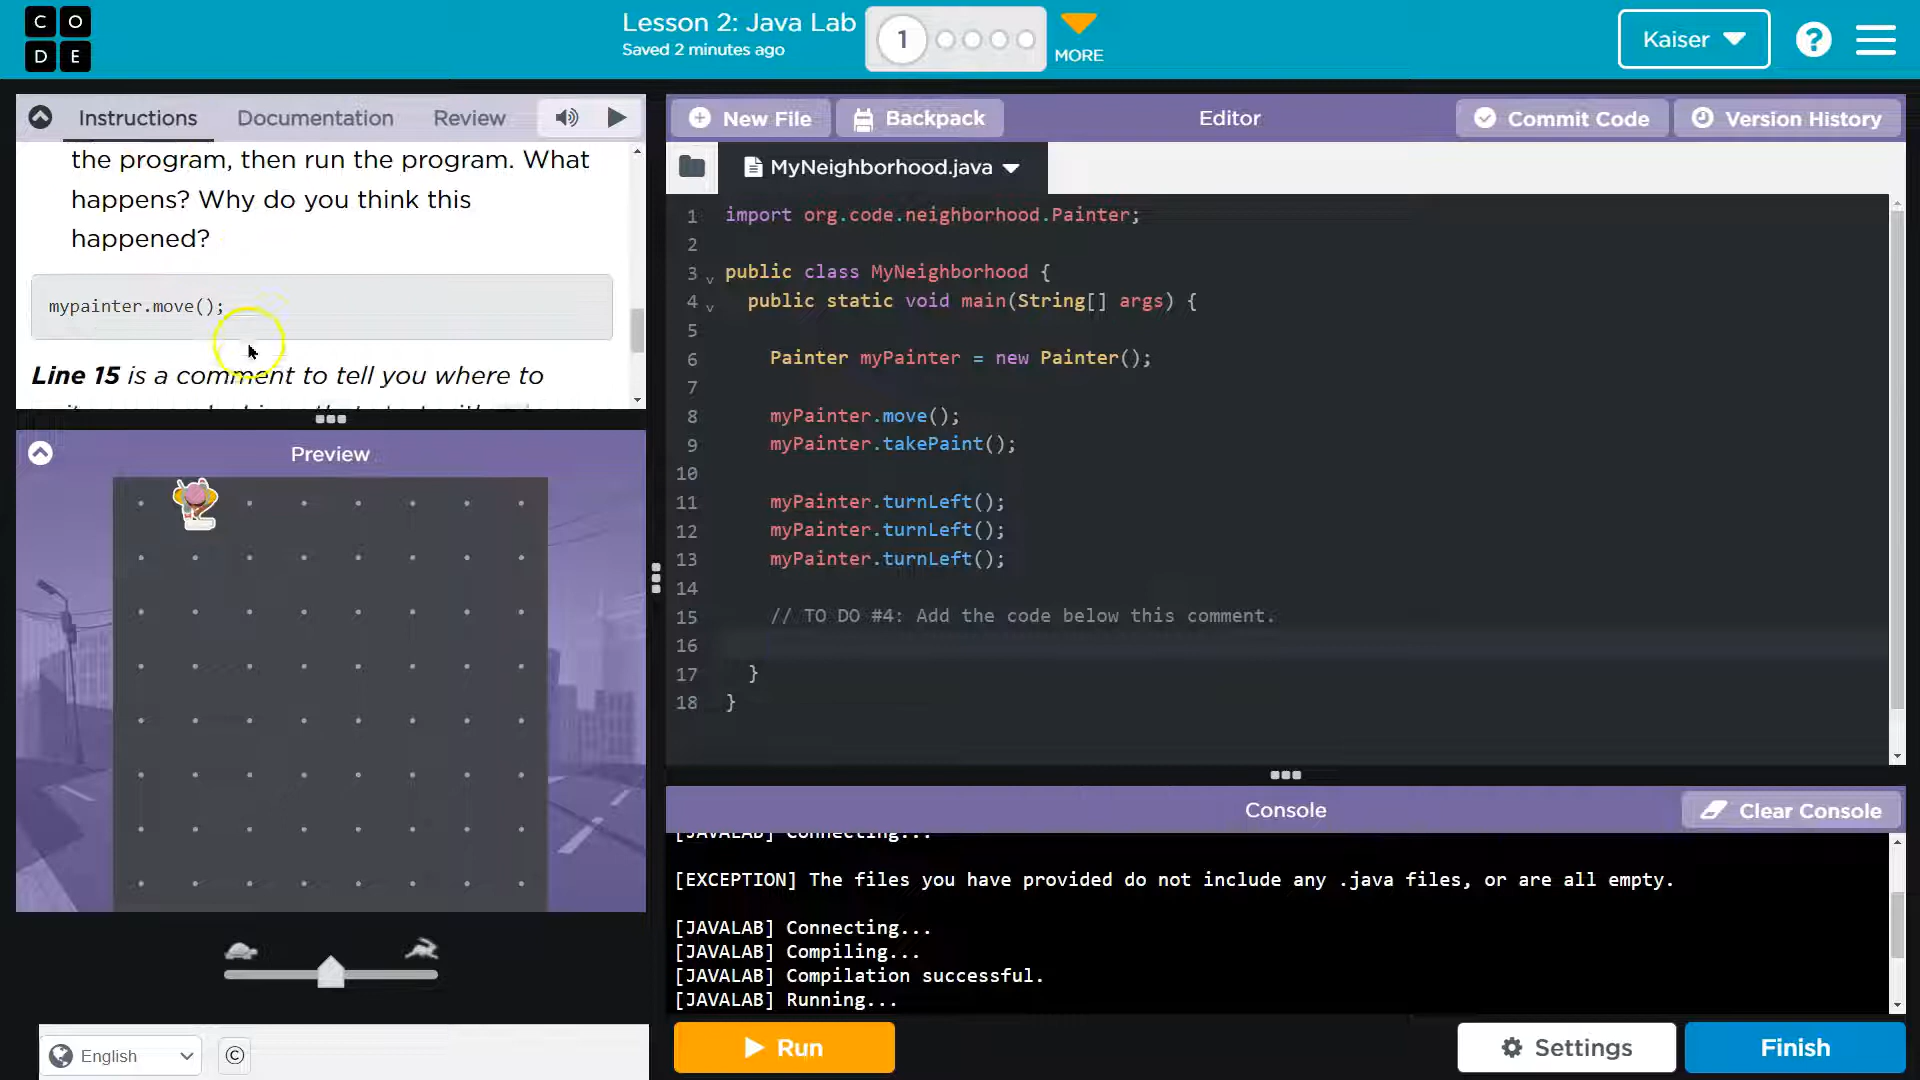 C O
D E
Lesson 2: Java Lab
Saved 2 minutes ago
1
MORE
Kaiser
?
Instructions
Documentation
Review
New File
Backpack
Editor
Commit Code
Version History
MyNeighborhood.java
the program, then run the program. What
happens? Why do you think this
happened?
mypainter.move();
Line 15 is a comment to tell you where to
Preview
1 import org.code.neighborhood.Painter;
2
3 public class MyNeighborhood {
4 public static void main(String[] args) {
5
6 Painter myPainter = new Painter();
7
8 myPainter.move();
9 myPainter.takePaint();
10
11 myPainter.turnLeft();
12 myPainter.turnLeft();
13 myPainter.turnLeft();
14
15 // TO DO #4: Add the code below this comment.
16
17 }
18 }
Console
Clear Console
[JAVALAB] Connecting...
[EXCEPTION] The files you have provided do not include any .java files, or are all empty.
[JAVALAB] Connecting...
[JAVALAB] Compiling...
[JAVALAB] Compilation successful.
[JAVALAB] Running...
English
©
Run
Settings
Finish